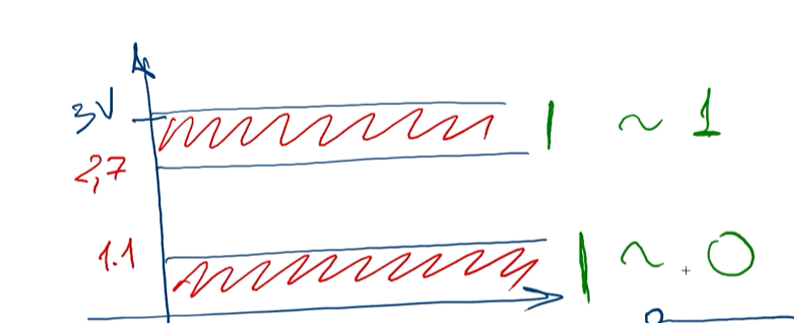 3V
| ~ 1
2,7
1.1
| ~ 0